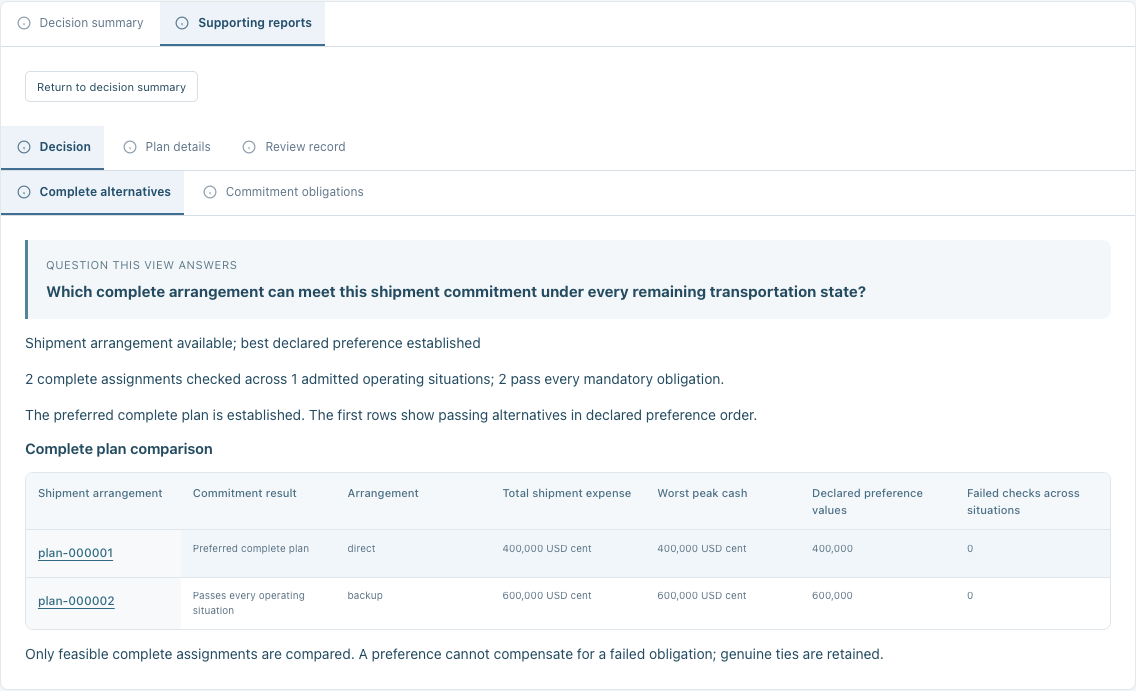 Decision summary
Supporting reports
Return to decision summary
Decision
Plan details
Review record
Complete alternatives
Commitment obligations
QUESTION THIS VIEW ANSWERS
Which complete arrangement can meet this shipment commitment under every remaining transportation state?
Shipment arrangement available; best declared preference established
2 complete assignments checked across 1 admitted operating situations; 2 pass every mandatory obligation.
The preferred complete plan is established. The first rows show passing alternatives in declared preference order.
Complete plan comparison
Shipment arrangement
Certification result
Arrangement
Total shipment expense
Worst peak cash
Declared preference
values
Failed checks across
situations
plan-000001
Preferred complete plan
direct
400,000 USD cent
400,000 USD cent
400,000
0
plan-000002
Passes every operating
situation
backup
600,000 USD cent
600,000 USD cent
600,000
0
Only feasible complete assignments are compared. A preference cannot compensate for a failed obligation; genuine ties are retained.